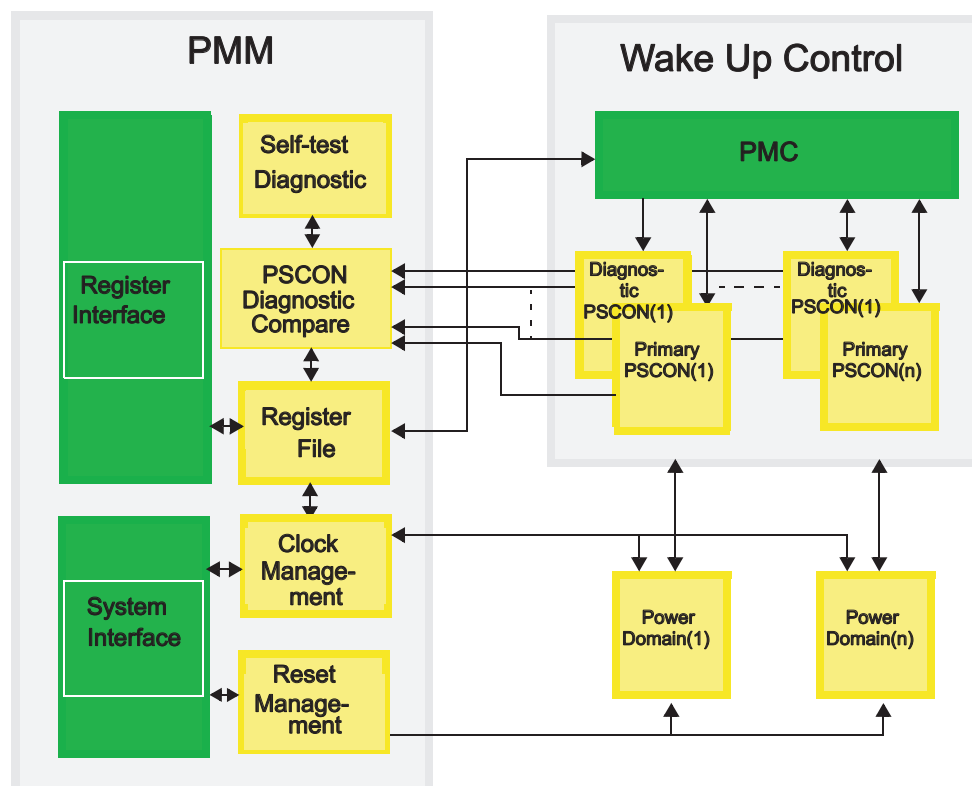 PMM
Register
Interface
Self-test
Diagnostic
PSCON
Diagnostic
Compare
Register
File
System
Interface
Clock
Manage-
ment
Reset
Manage-
ment
Wake Up Control
PMC
Diagnos-
tic
PSCON(1)
Primary
PSCON(1)
Diagnos-
tic
PSCON(1)
Primary
PSCON(n)
Power
Domain(1)
Power
Domain(n)